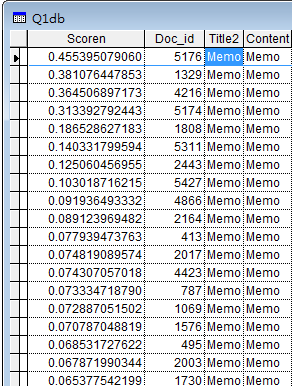 Q1db
Scoren Doc_id Title2 Content
0.455395079060 5176 Memo Memo
0.381076447853 1329 Memo Memo
0.364506897173 4216 Memo Memo
0.313392792443 5174 Memo Memo
0.186528627183 1808 Memo Memo
0.140331799594 5311 Memo Memo
0.125060456955 2443 Memo Memo
0.103018716215 5427 Memo Memo
0.091936493332 4866 Memo Memo
0.089123969482 2164 Memo Memo
0.077939473763 413 Memo Memo
0.074819089574 2017 Memo Memo
0.074307057018 4423 Memo Memo
0.073334718790 787 Memo Memo
0.072887051502 1069 Memo Memo
0.070787048819 1576 Memo Memo
0.068531727622 495 Memo Memo
0.067871990344 2003 Memo Memo
0.065377542199 1730 Memo Memo